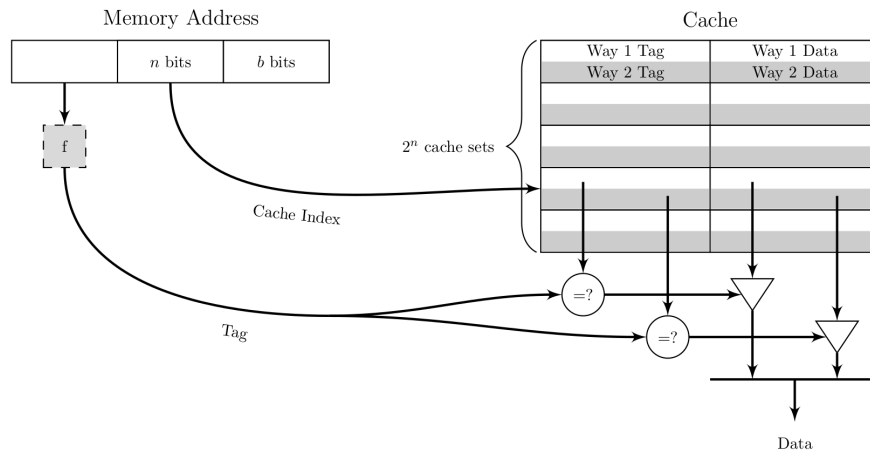 Memory Address
Cache
n bits
b bits
Way 1 Tag
Way 1 Data
Way 2 Tag
Way 2 Data
f
2ⁿ cache sets
Cache Index
=?
Tag
=?
Data